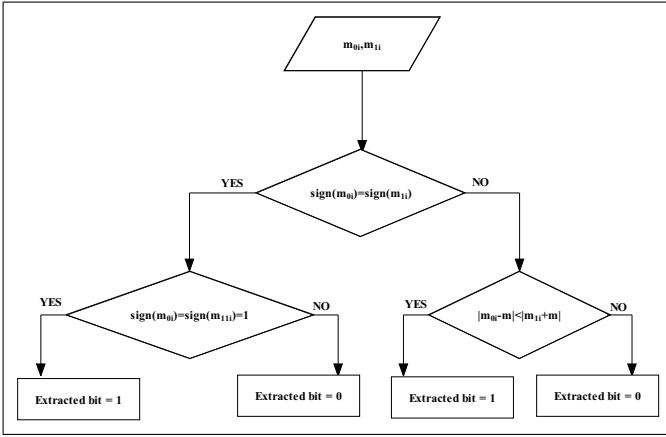 m₀ᵢ,m₁ᵢ
YES
NO
sign(m₀ᵢ)=sign(m₁ᵢ)
YES
sign(m₀ᵢ)=sign(m₁₁ᵢ)=1
NO
YES
|m₀ᵢ-m|<|m₁ᵢ+m|
NO
Extracted bit = 1
Extracted bit = 0
Extracted bit = 1
Extracted bit = 0